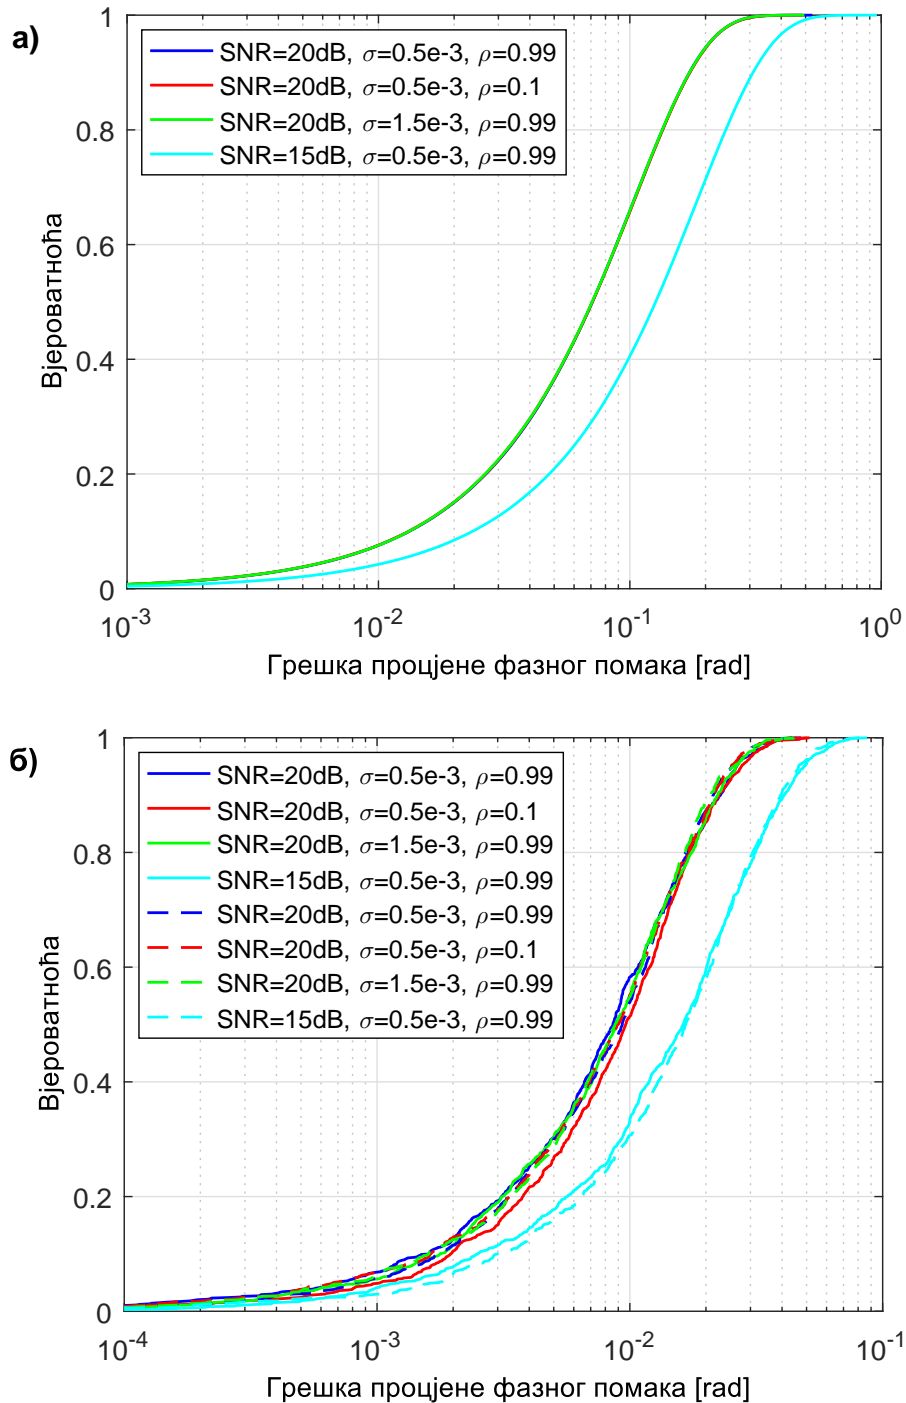 а)
SNR=20dB, σ=0.5e-3, ρ=0.99
SNR=20dB, σ=0.5e-3, ρ=0.1
SNR=20dB, σ=1.5e-3, ρ=0.99
SNR=15dB, σ=0.5e-3, ρ=0.99
1
0.8
0.6
0.4
0.2
0
Вјероватноћа
10^-3
10^-2
10^-1
10^0
Грешка процјене фазног помака [rad]
б)
SNR=20dB, σ=0.5e-3, ρ=0.99
SNR=20dB, σ=0.5e-3, ρ=0.1
SNR=20dB, σ=1.5e-3, ρ=0.99
SNR=15dB, σ=0.5e-3, ρ=0.99
SNR=20dB, σ=0.5e-3, ρ=0.99
SNR=20dB, σ=0.5e-3, ρ=0.1
SNR=20dB, σ=1.5e-3, ρ=0.99
SNR=15dB, σ=0.5e-3, ρ=0.99
1
0.8
0.6
0.4
0.2
0
Вјероватноћа
10^-4
10^-3
10^-2
10^-1
Грешка процјене фазног помака [rad]